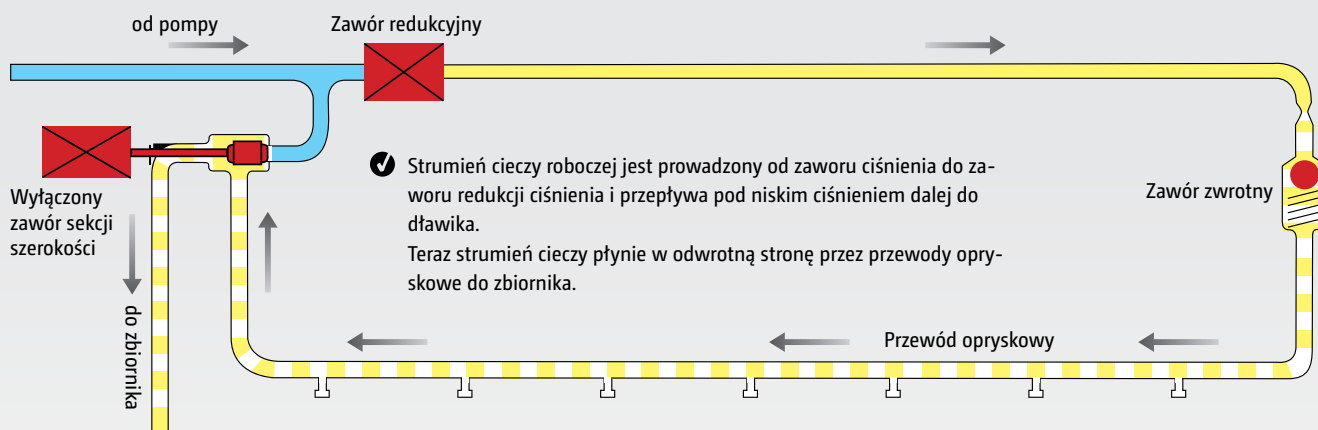 od pompy
Zawór redukcyjny
Strumień cieczy roboczej jest prowadzony od zaworu ciśnienia do za-
woru redukcji ciśnienia i przepływa pod niskim ciśnieniem dalej do
dławika.
Teraz strumień cieczy płynie w odwrotną stronę przez przewody opry-
skowe do zbiornika.
Wyłączony
zawór sekcji
szerokości
Zawór zwrotny
do zbiornika
Przewód opryskowy